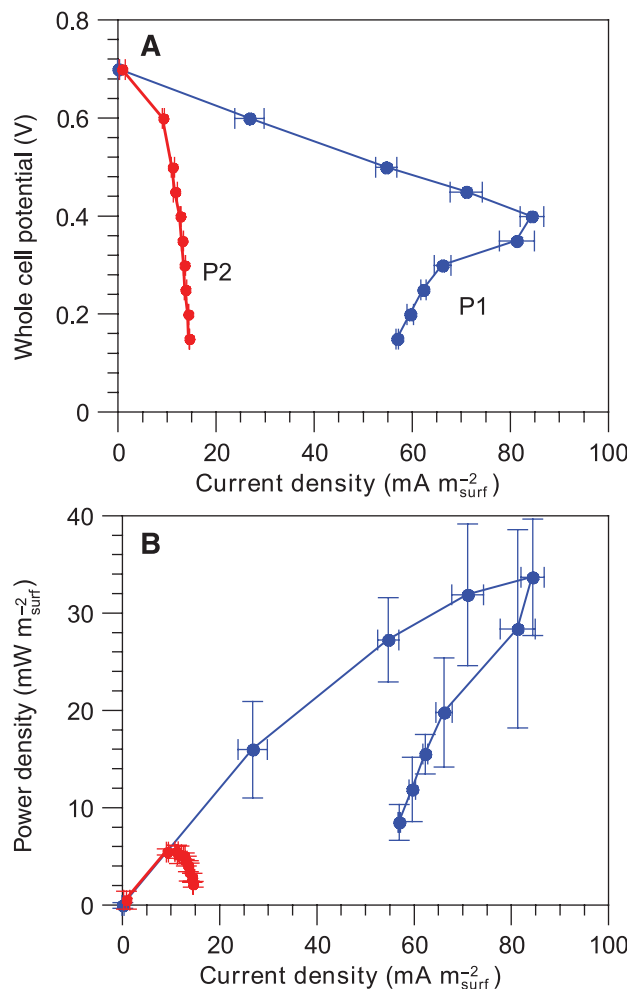 A
0.8
0.6
0.4
0.2
0
Whole cell potential (V)
P2
P1
0 20 40 60 80 100
Current density (mA m⁻²surf)
B
40
30
20
10
0
Power density (mW m⁻²surf)
0 20 40 60 80 100
Current density (mA m⁻²surf)